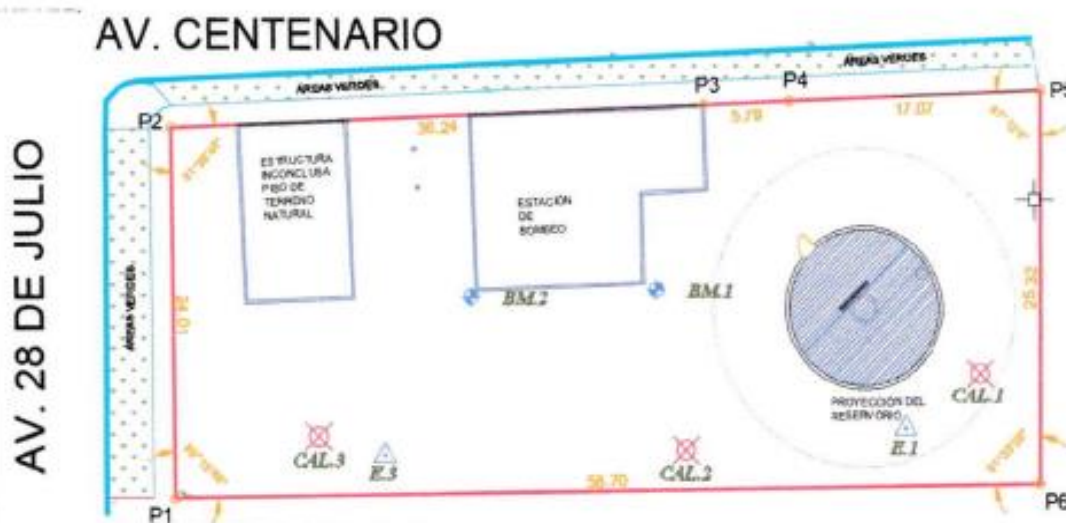 AV. CENTENARIO
AV. 28 DE JULIO
ÁREAS VERDES.
ÁREAS VERDES
ÁREAS VERDES.
P2
P3
P4
P5
36.24
5.79
17.07
ESTRUCTURA
INCONCLUSA
PISO DE
TERRENO
NATURAL
ESTACIÓN
DE
BOMBEO
BM.2
BM.1
24.01
25.32
PROYECCIÓN DEL
RESERVORIO
CAL.1
E.1
CAL.3
E.3
CAL.2
58.70
P1
P6